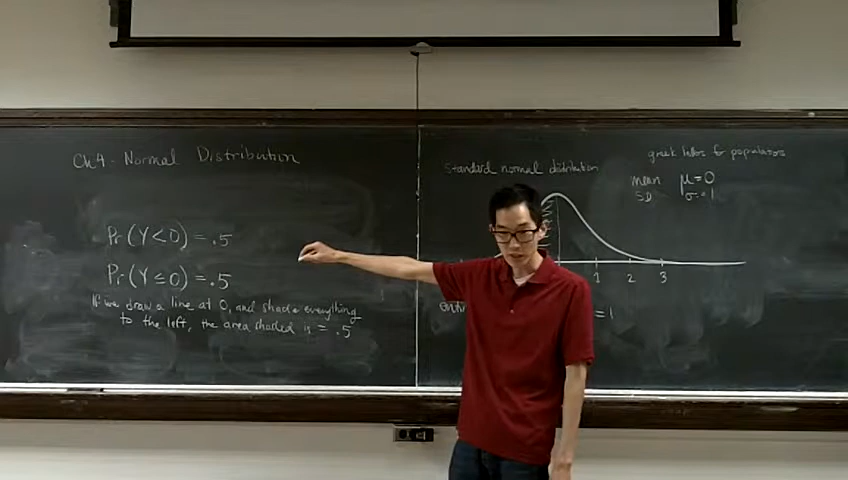 Ch4. Normal Distribution
Pr(Y<0) = .5
Pr(Y≤0) = .5
If we draw a line at 0, and shade everything
to the left, the area shaded is = .5
Standard normal distribution
greek letters for populations
mean μ=0
SD σ=1
1 2 3
= 1